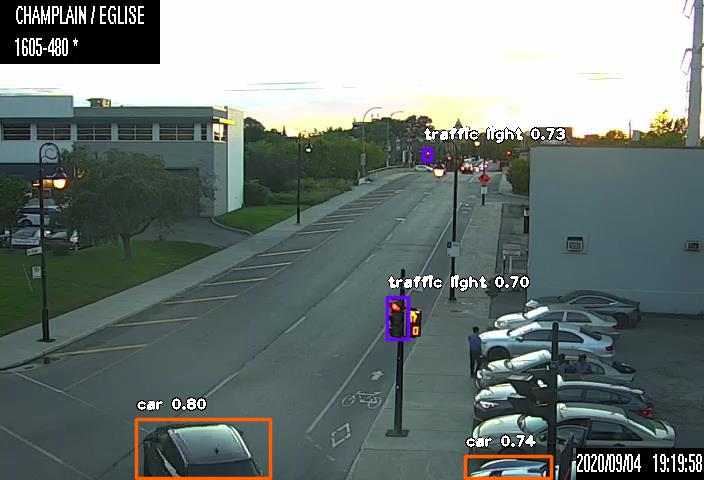 CHAMPLAIN / EGLISE
1605-480 *
traffic light 0.73
traffic light 0.70
car 0.80
car 0.74
2020/09/04 19:19:58